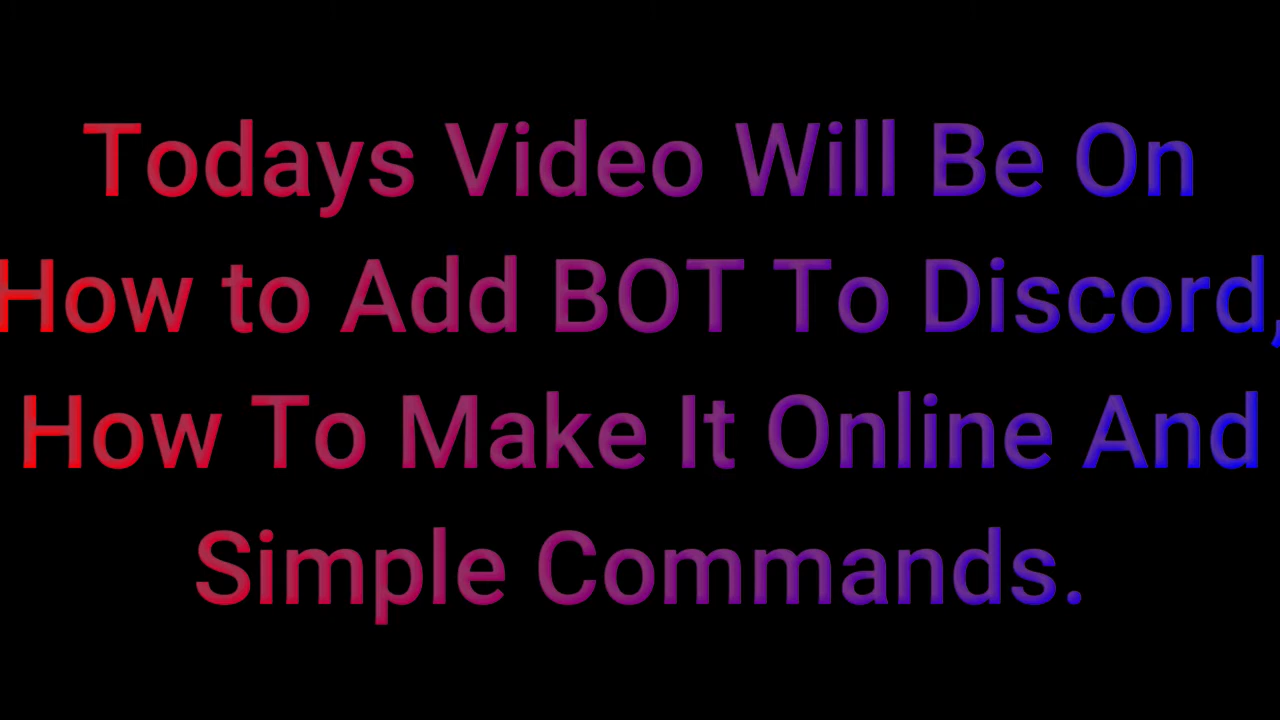 Todays Video Will Be On
How to Add BOT To Discord,
How To Make It Online And
Simple Commands.